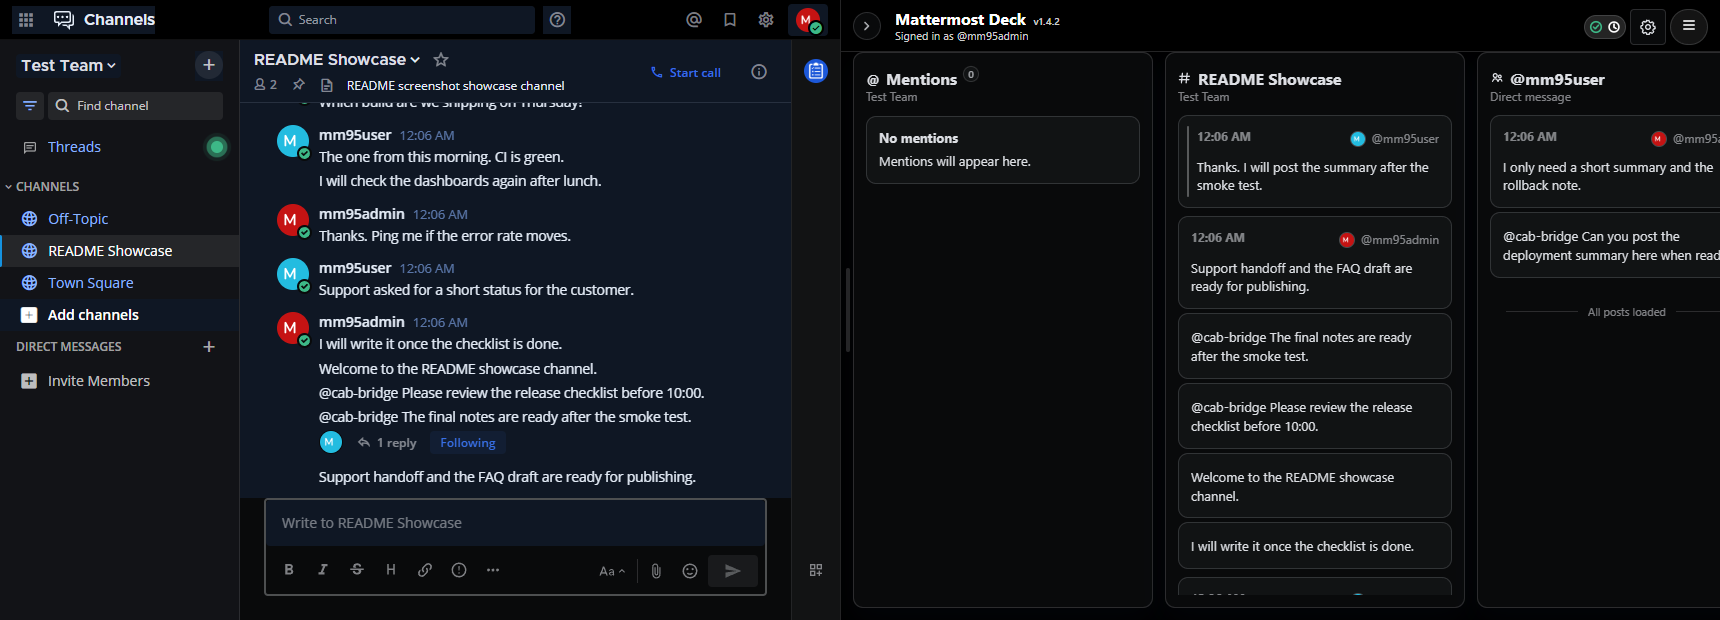 Channels
Search
Test Team
Find channel
Threads
CHANNELS
Off-Topic
README Showcase
Town Square
Add channels
DIRECT MESSAGES
Invite Members
README Showcase
2
README screenshot showcase channel
Start call
Which build are we shipping on Thursday?
mm95user 12:06 AM
The one from this morning. CI is green.
I will check the dashboards again after lunch.
mm95admin 12:06 AM
Thanks. Ping me if the error rate moves.
mm95user 12:06 AM
Support asked for a short status for the customer.
mm95admin 12:06 AM
I will write it once the checklist is done.
Welcome to the README showcase channel.
@cab-bridge Please review the release checklist before 10:00.
@cab-bridge The final notes are ready after the smoke test.
1 reply Following
Support handoff and the FAQ draft are ready for publishing.
Write to README Showcase
B I S H Aa
Mattermost Deck v1.4.2
Signed in as @mm95admin
@ Mentions 0
Test Team
No mentions
Mentions will appear here.
# README Showcase
Test Team
12:06 AM M @mm95user
Thanks. I will post the summary after the
smoke test.
12:06 AM M @mm95admin
Support handoff and the FAQ draft are
ready for publishing.
@cab-bridge The final notes are ready
after the smoke test.
@cab-bridge Please review the release
checklist before 10:00.
Welcome to the README showcase
channel.
I will write it once the checklist is done.
@mm95user
Direct message
12:06 AM M @mm95a
I only need a short summary and the
rollback note.
@cab-bridge Can you post the
deployment summary here when read
All posts loaded